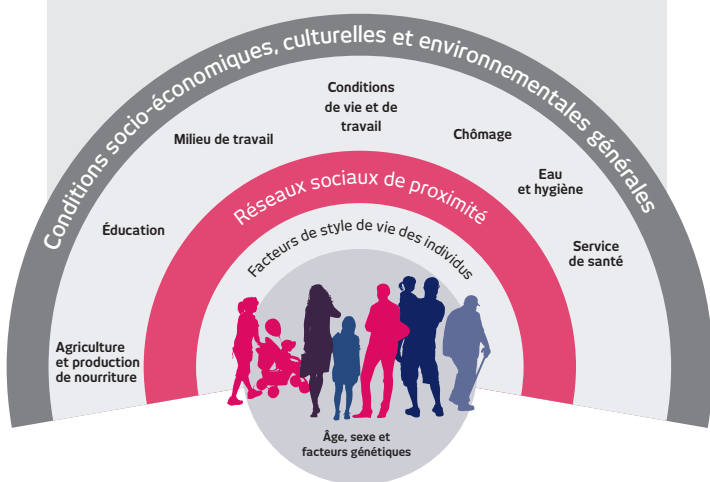 Conditions socio-économiques, culturelles et environnementales générales
Conditions
de vie et de
travail
Milieu de travail
Chômage
Eau
et hygiène
Éducation
Service
de santé
Agriculture
et production
de nourriture
Réseaux sociaux de proximité
Facteurs de style de vie des individus
Âge, sexe et
facteurs génétiques